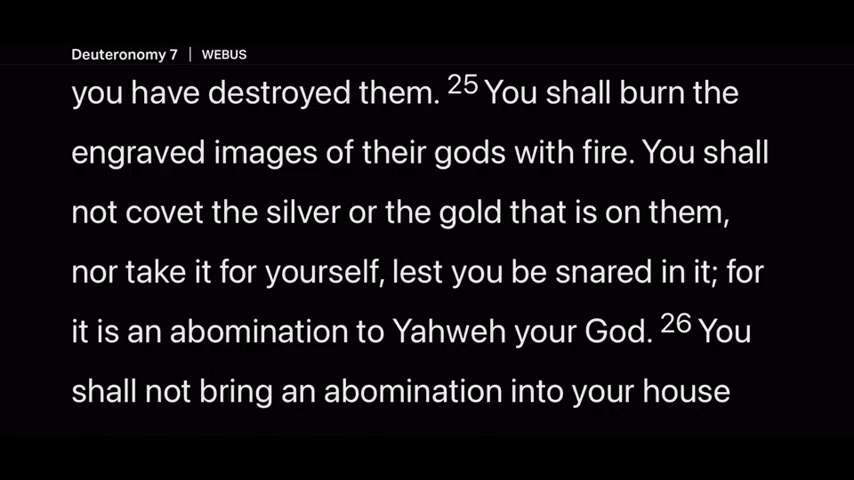 Deuteronomy 7 | WEBUS
you have destroyed them. 25 You shall burn the
engraved images of their gods with fire. You shall
not covet the silver or the gold that is on them,
nor take it for yourself, lest you be snared in it; for
it is an abomination to Yahweh your God. 26 You
shall not bring an abomination into your house